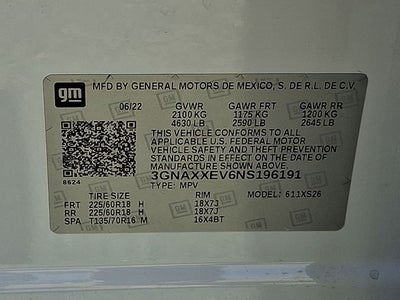 gm MFD BY GENERAL MOTORS DE MEXICO, S. DE R.L. DE C.V.
06/22 GVWR GAWR FRT GAWR RR
2100 KG 1175 KG 1200 KG
4630 LB 2590 LB 2645 LB
THIS VEHICLE CONFORMS TO ALL
APPLICABLE U.S. FEDERAL MOTOR
VEHICLE SAFETY AND THEFT PREVENTION
STANDARDS IN EFFECT ON THE DATE OF
MANUFACTURE SHOWN ABOVE.
8624 3GNAXXEV6NS196191
TYPE: MPV MODEL: 611XS26
TIRE SIZE RIM
FRT 225/60R18 H 18X7J
RR 225/60R18 H 18X7J
SPA T135/70R16 M 16X4BT